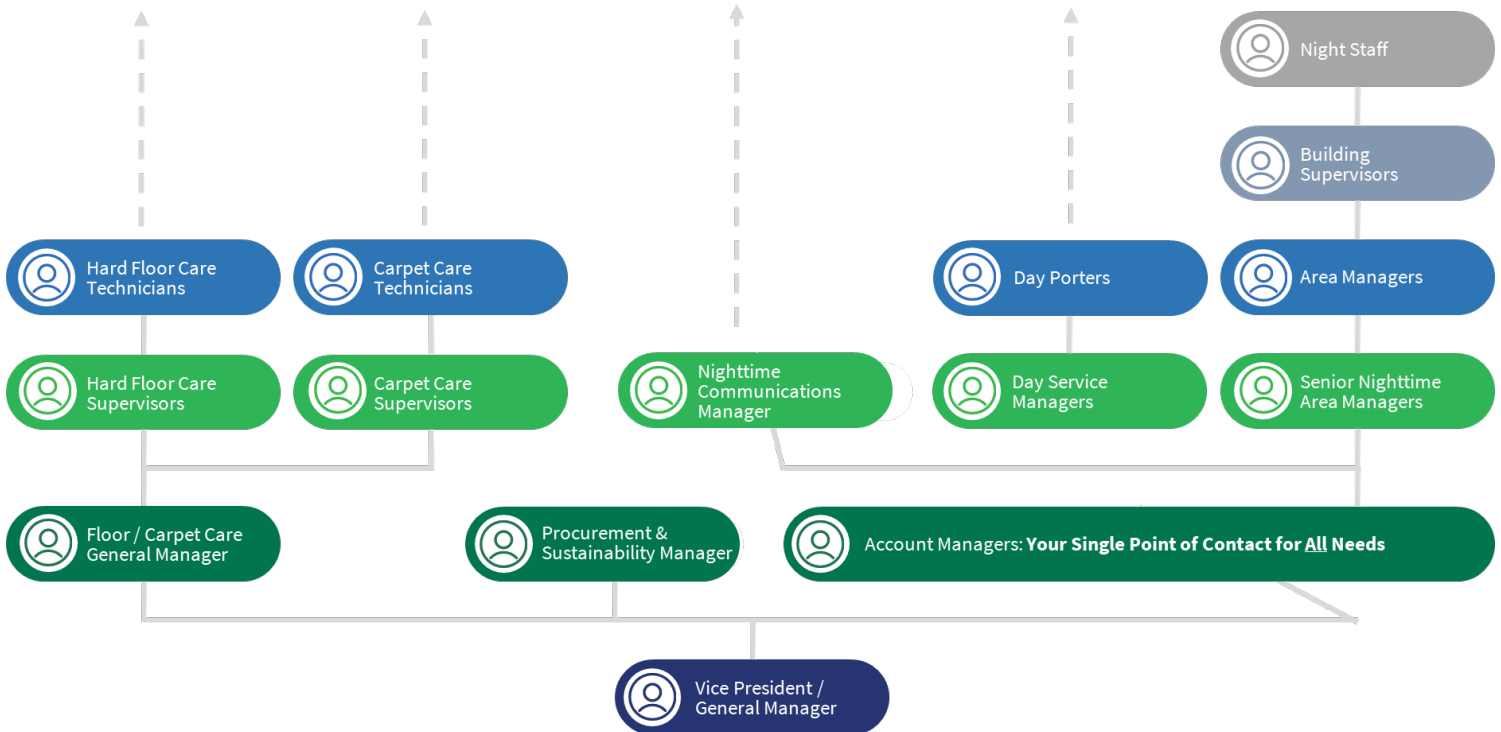 Night Staff
Building
Supervisors
Hard Floor Care
Technicians
Carpet Care
Technicians
Day Porters
Area Managers
Hard Floor Care
Supervisors
Carpet Care
Supervisors
Nighttime
Communications
Manager
Day Service
Managers
Senior Nighttime
Area Managers
Floor / Carpet Care
General Manager
Procurement &
Sustainability Manager
Account Managers: Your Single Point of Contact for All Needs
Vice President /
General Manager